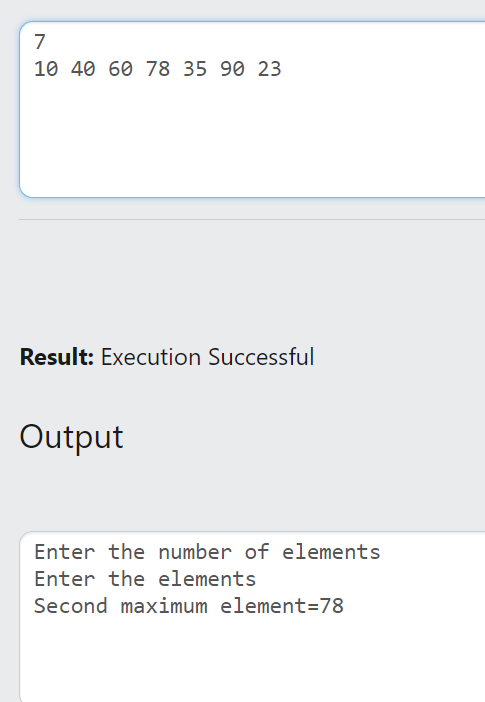 7
10 40 60 78 35 90 23
Result: Execution Successful
Output
Enter the number of elements
Enter the elements
Second maximum element=78